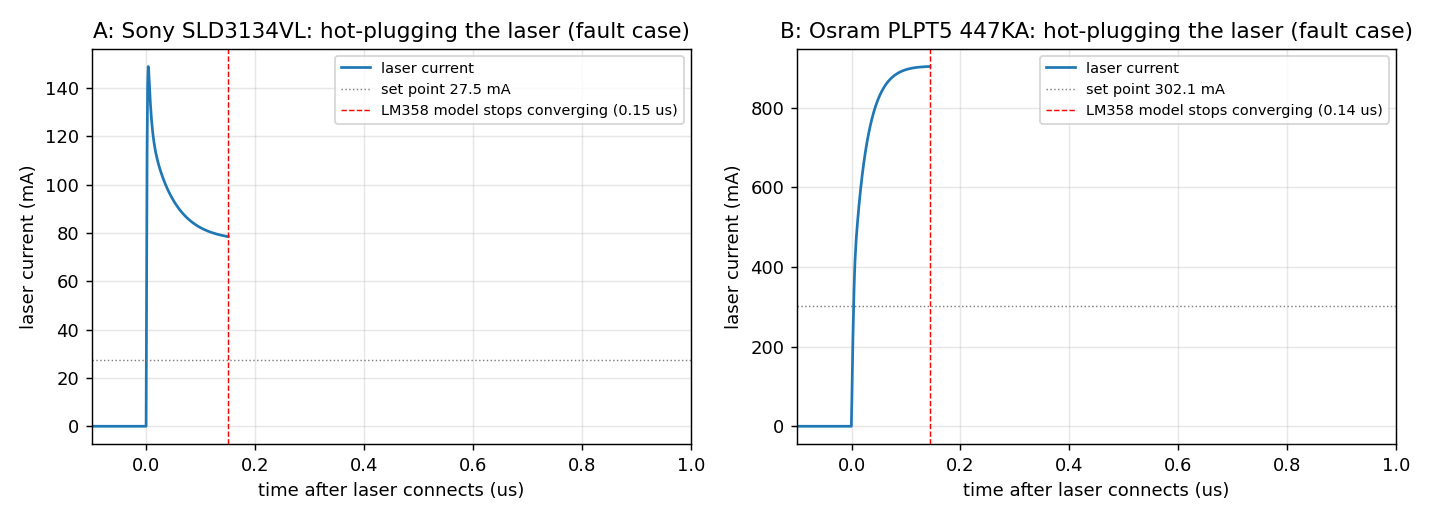 A: Sony SLD3134VL: hot-plugging the laser (fault case)
laser current
set point 27.5 mA
LM358 model stops converging (0.15 us)
laser current (mA)
140
120
100
80
60
40
20
0
0.0
0.2
0.4
0.6
0.8
1.0
time after laser connects (us)
B: Osram PLPT5 447KA: hot-plugging the laser (fault case)
laser current
set point 302.1 mA
LM358 model stops converging (0.14 us)
laser current (mA)
800
600
400
200
0
0.0
0.2
0.4
0.6
0.8
1.0
time after laser connects (us)